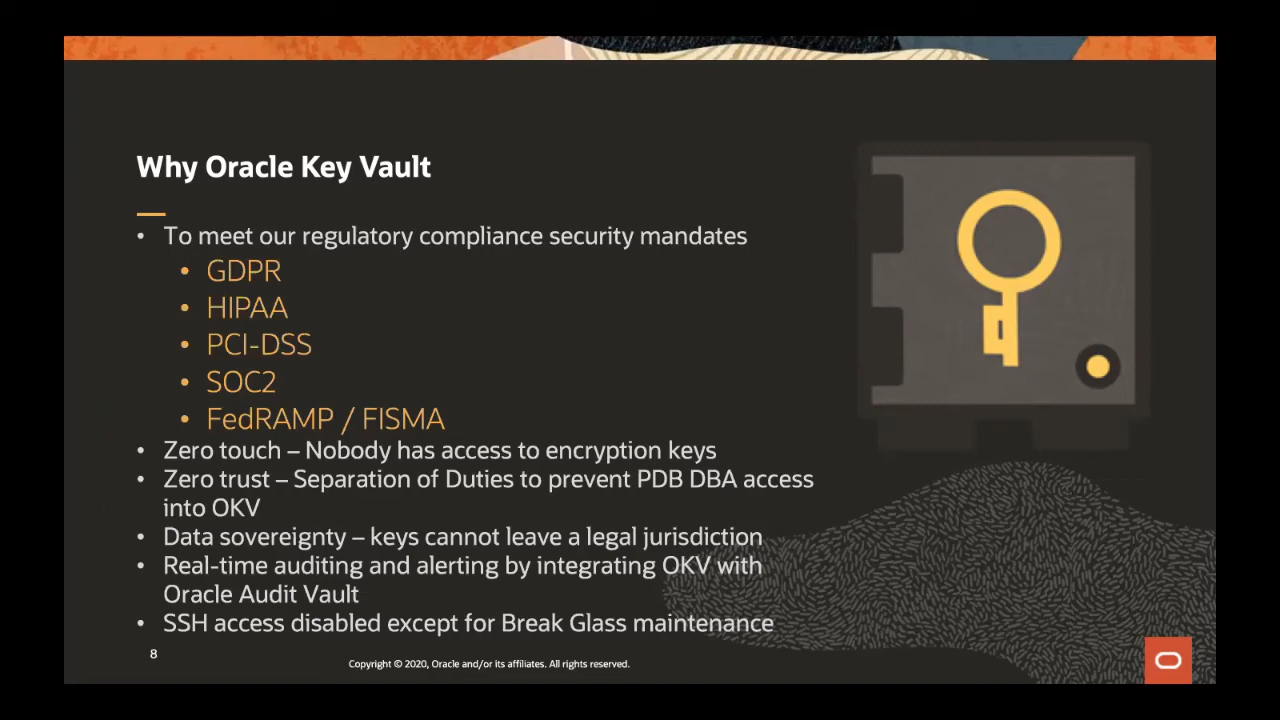 Why Oracle Key Vault
• To meet our regulatory compliance security mandates
• GDPR
• HIPAA
• PCI-DSS
• SOC2
• FedRAMP / FISMA
• Zero touch – Nobody has access to encryption keys
• Zero trust – Separation of Duties to prevent PDB DBA access
into OKV
• Data sovereignty – keys cannot leave a legal jurisdiction
• Real-time auditing and alerting by integrating OKV with
Oracle Audit Vault
• SSH access disabled except for Break Glass maintenance
8
Copyright © 2020, Oracle and/or its affiliates. All rights reserved.